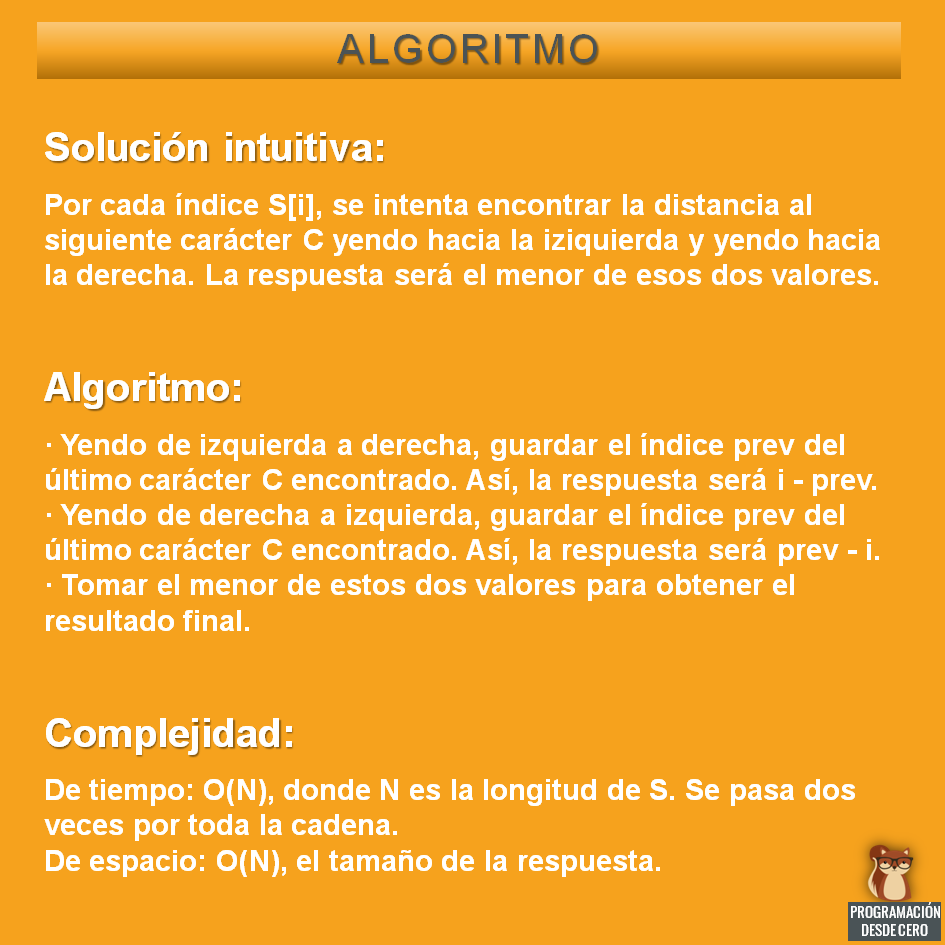 ALGORITMO
Solución intuitiva:
Por cada índice S[i], se intenta encontrar la distancia al
siguiente carácter C yendo hacia la iziquierda y yendo hacia
la derecha. La respuesta será el menor de esos dos valores.
Algoritmo:
· Yendo de izquierda a derecha, guardar el índice prev del
último carácter C encontrado. Así, la respuesta será i - prev.
· Yendo de derecha a izquierda, guardar el índice prev del
último carácter C encontrado. Así, la respuesta será prev - i.
· Tomar el menor de estos dos valores para obtener el
resultado final.
Complejidad:
De tiempo: O(N), donde N es la longitud de S. Se pasa dos
veces por toda la cadena.
De espacio: O(N), el tamaño de la respuesta.
PROGRAMACIÓN
DESDE CERO